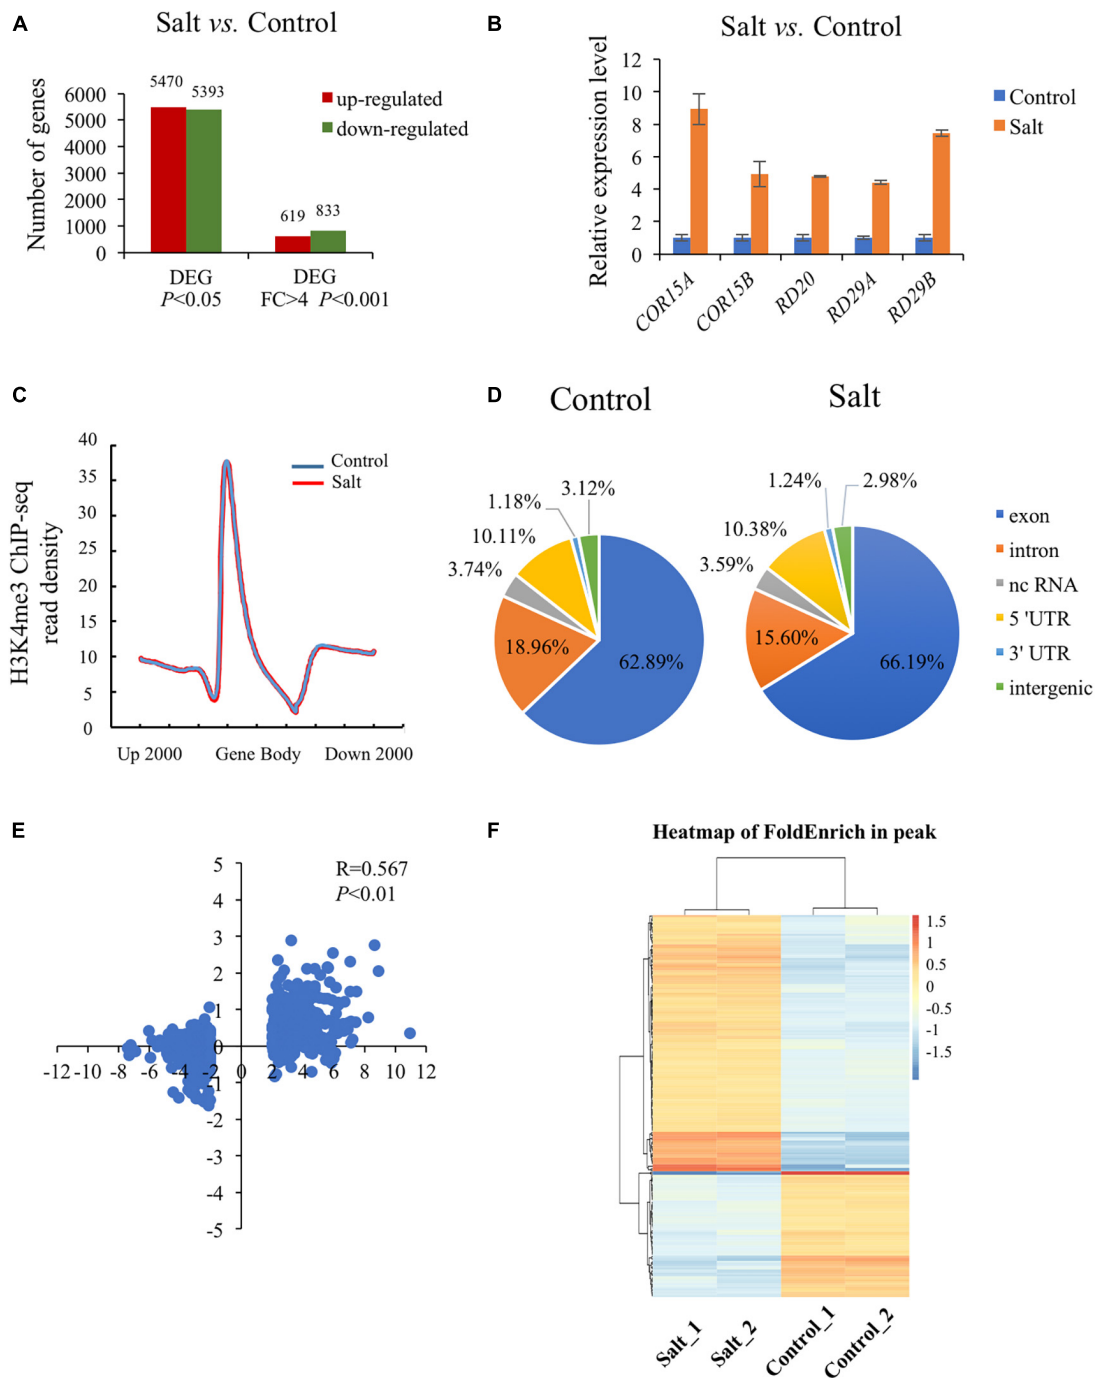 A
Salt vs. Control
Number of genes
6000
5000
4000
3000
2000
1000
0
5470
5393
619
833
up-regulated
down-regulated
DEG
P<0.05
DEG
FC>4 P<0.001
B
Salt vs. Control
Relative expression level
12
10
8
6
4
2
0
Control
Salt
COR15A
COR15B
RD20
RD29A
RD29B
C
H3K4me3 ChIP-seq
read density
40
35
30
25
20
15
10
5
0
Control
Salt
Up 2000
Gene Body
Down 2000
D
Control
3.12%
1.18%
10.11%
3.74%
18.96%
62.89%
Salt
1.24%
2.98%
10.38%
3.59%
15.60%
66.19%
exon
intron
nc RNA
5 'UTR
3' UTR
intergenic
E
R=0.567
P<0.01
5
4
3
2
1
0
-1
-2
-3
-4
-5
-12 -10 -8 -6 -4 -2 0 2 4 6 8 10 12
F
Heatmap of FoldEnrich in peak
1.5
1
0.5
0
-0.5
-1
-1.5
Salt_1
Salt_2
Control_1
Control_2